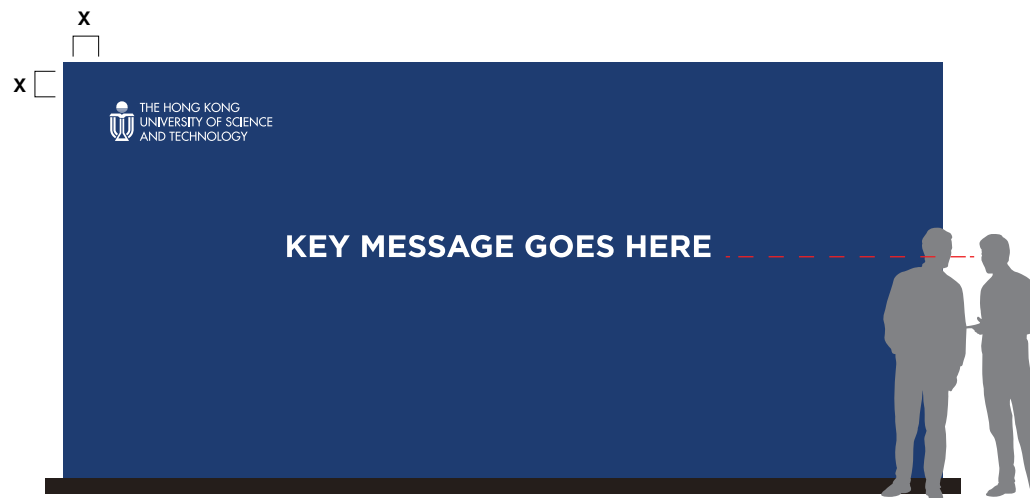 X
X
THE HONG KONG
UNIVERSITY OF SCIENCE
AND TECHNOLOGY
KEY MESSAGE GOES HERE